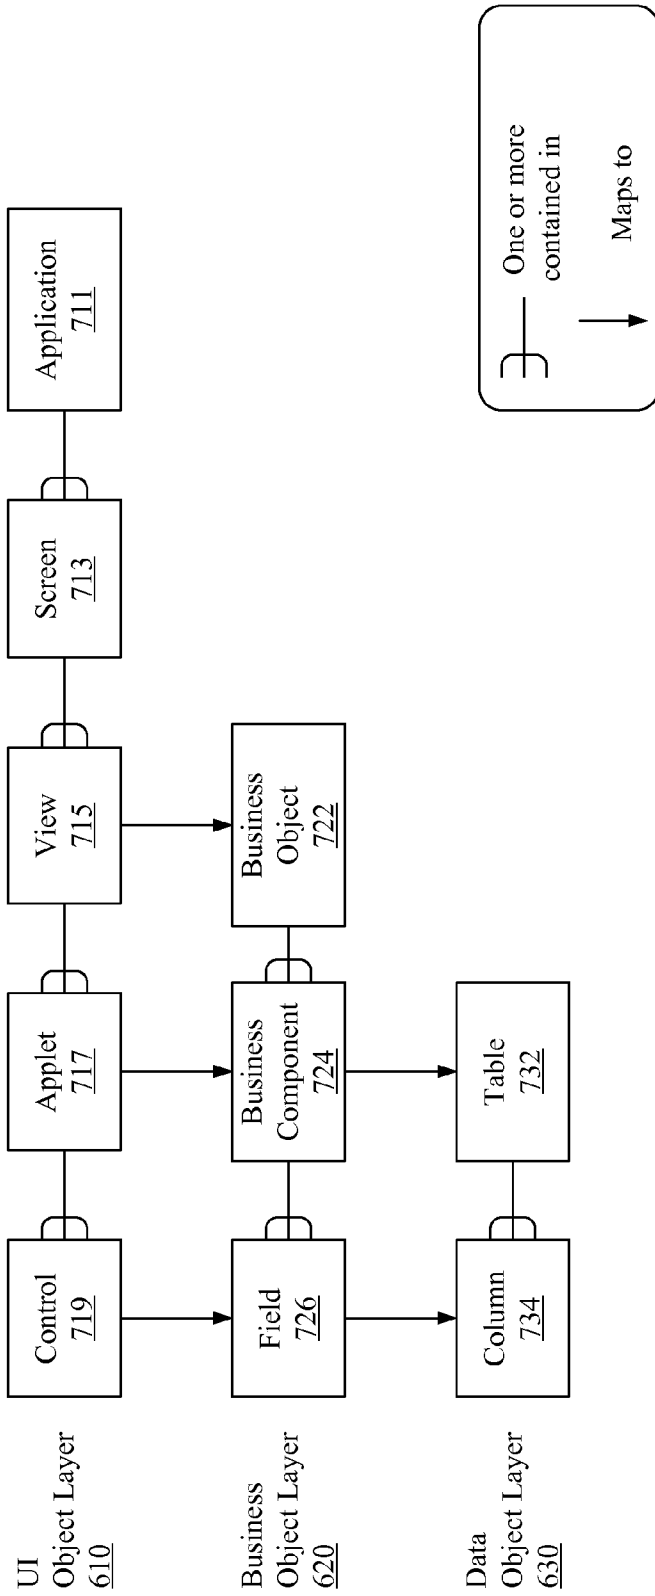 UI
Object Layer
610
Control
719
Applet
717
View
715
Screen
713
Application
711
Business
Object Layer
620
Field
726
Business
Component
724
Business
Object
722
Data
Object Layer
630
Column
734
Table
732
One or more
contained in
Maps to